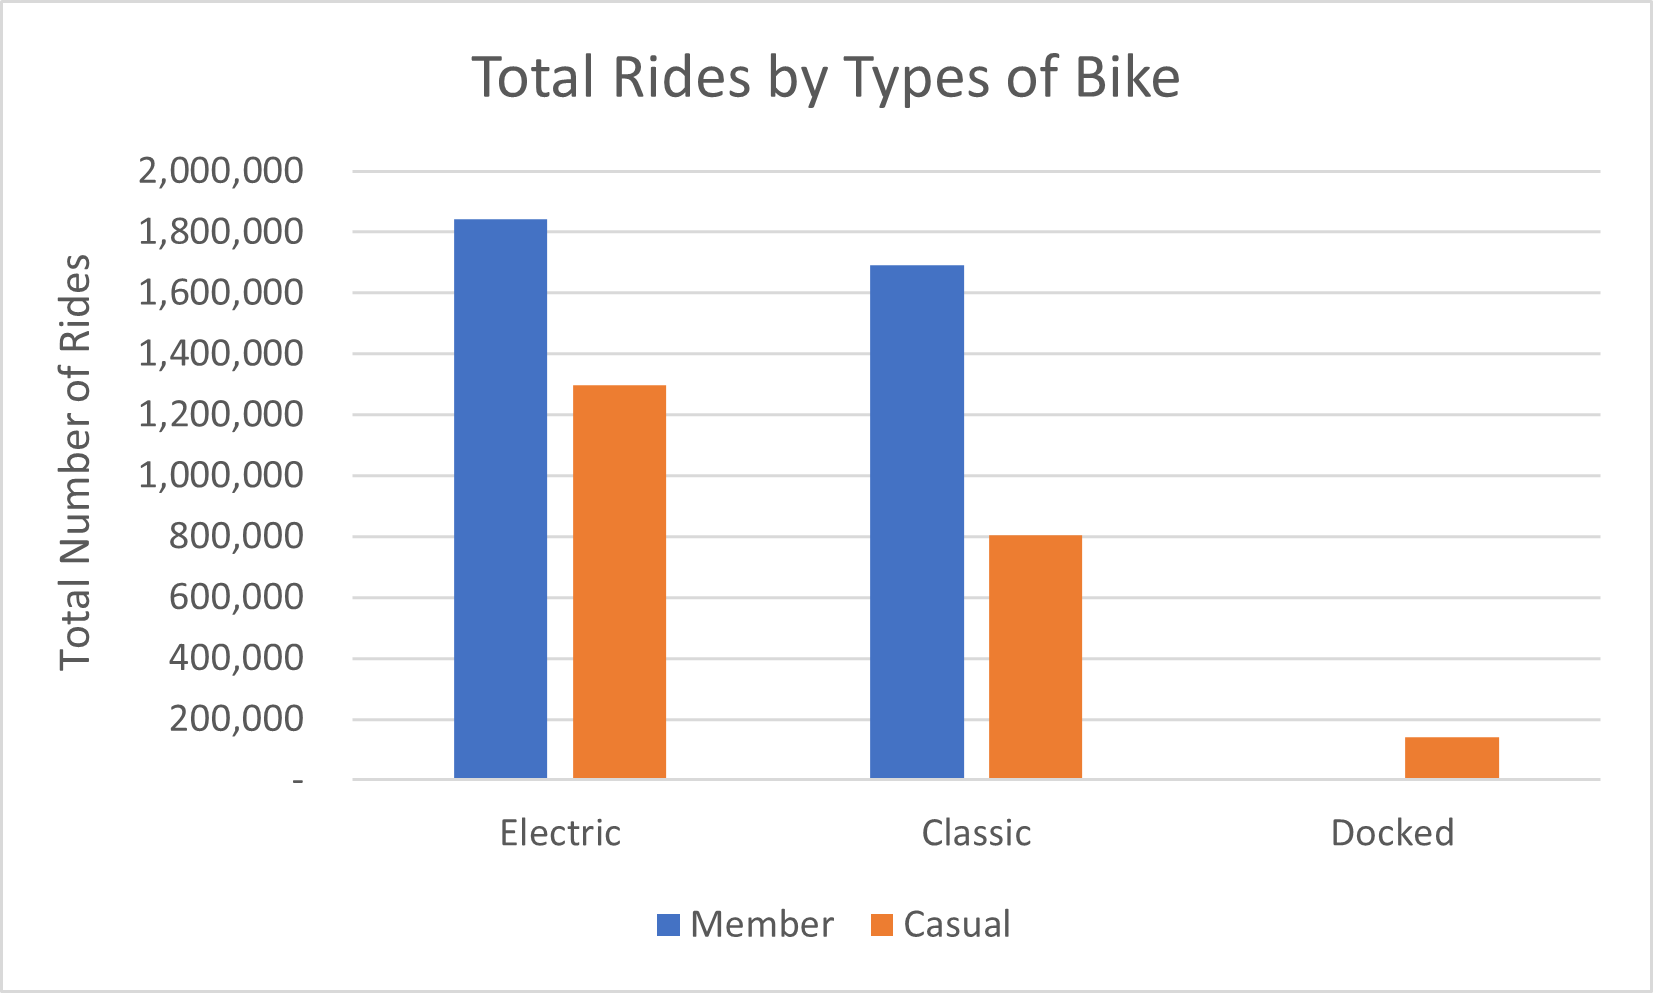 Total Rides by Types of Bike
Total Number of Rides
2,000,000
1,800,000
1,600,000
1,400,000
1,200,000
1,000,000
800,000
600,000
400,000
200,000
-
Electric Classic Docked
Member Casual